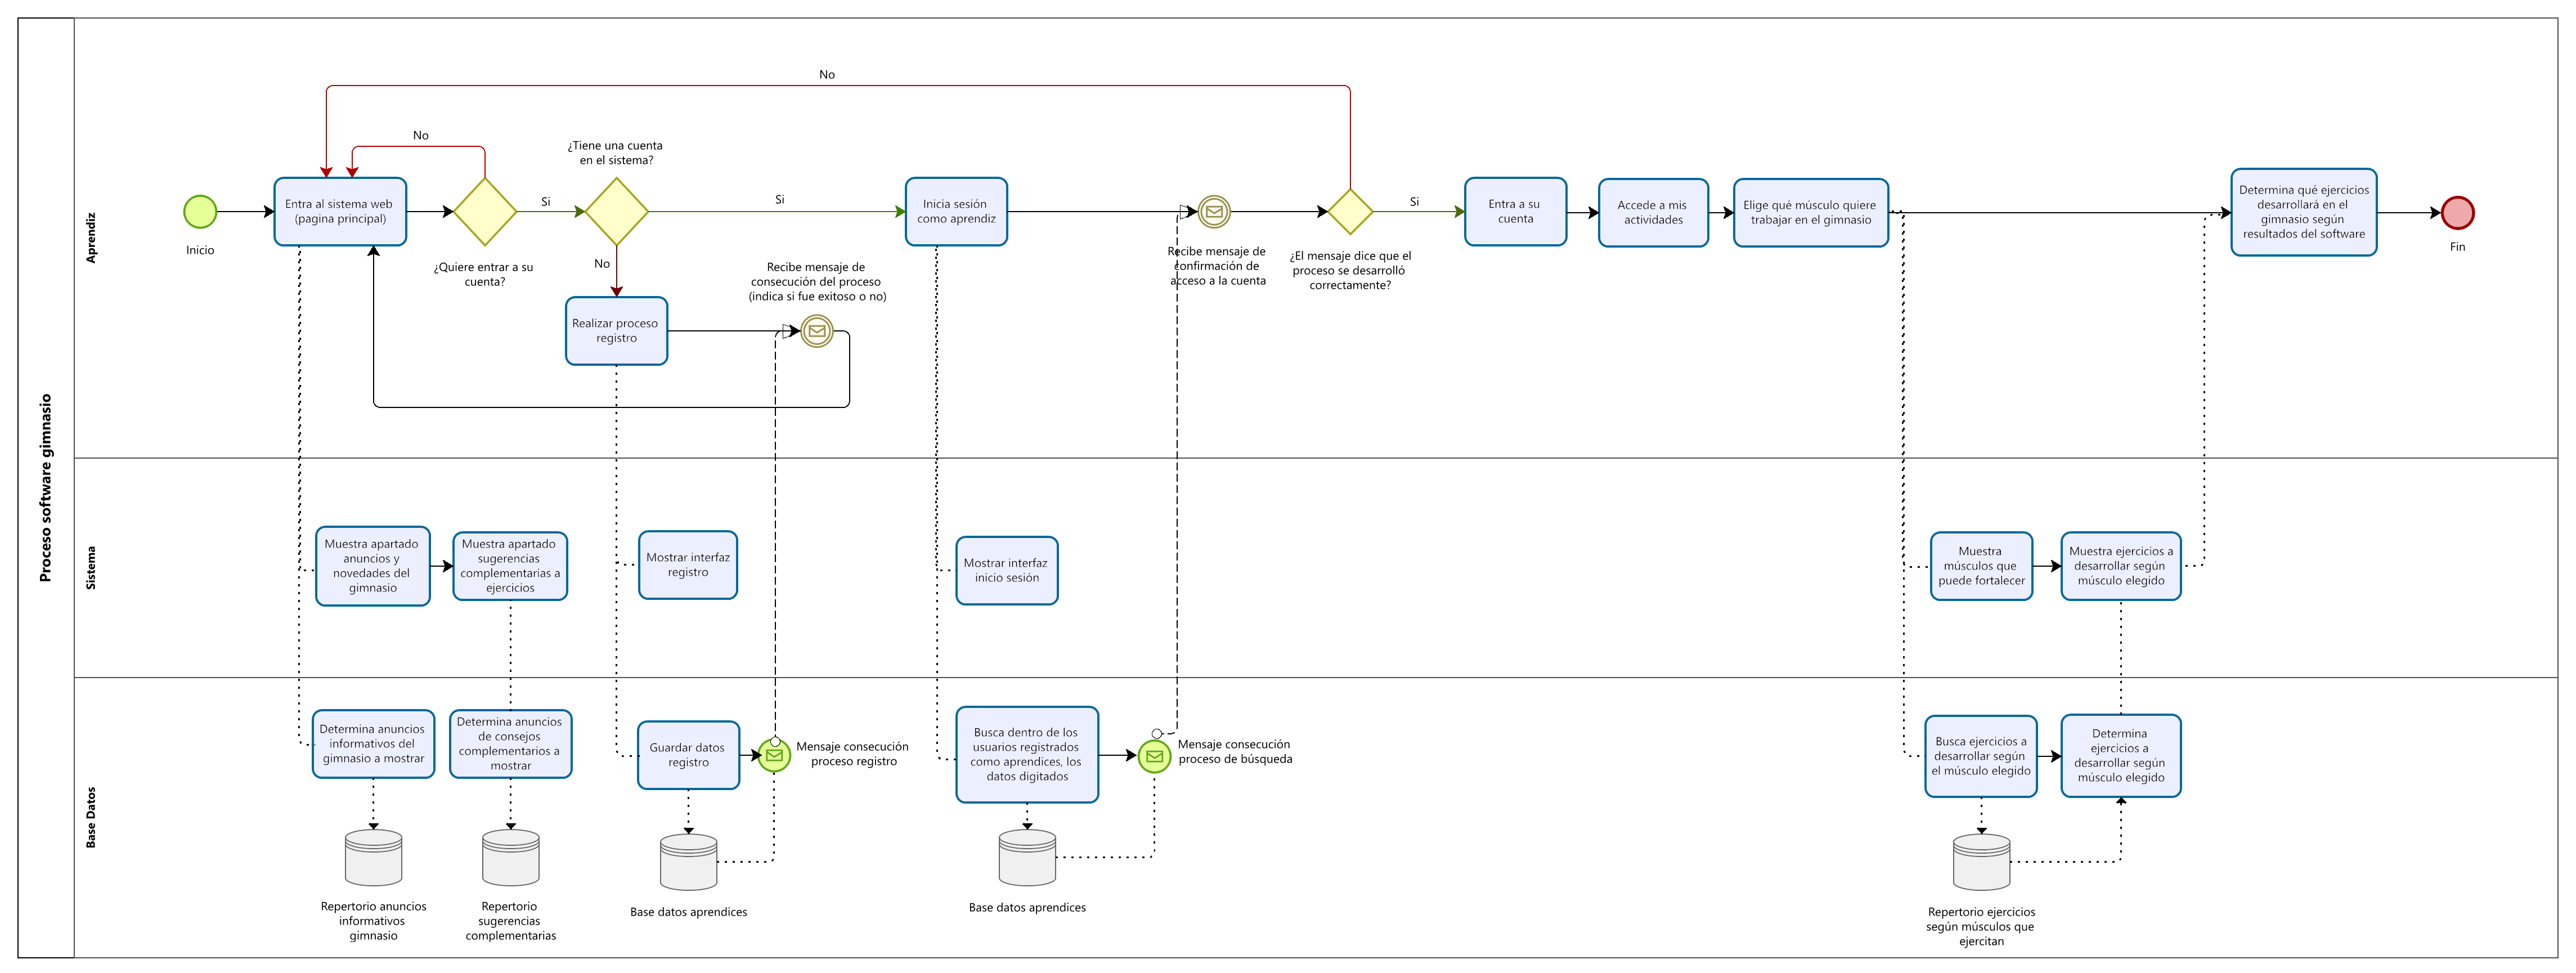 Proceso software gimnasio
Aprendiz
No
No
¿Tiene una cuenta
en el sistema?
Inicio
Entra al sistema web
(pagina principal)
¿Quiere entrar a su
cuenta?
Si
Si
No
Realizar proceso
registro
Recibe mensaje de
consecución del proceso
(indica si fue exitoso o no)
Inicia sesión
como aprendiz
Recibe mensaje de
confirmación de
acceso a la cuenta
¿El mensaje dice que el
proceso se desarrolló
correctamente?
Si
Entra a su
cuenta
Accede a mis
actividades
Elige qué músculo quiere
trabajar en el gimnasio
Determina qué ejercicios
desarrollará en el
gimnasio según
resultados del software
Fin
Sistema
Muestra apartado
anuncios y
novedades del
gimnasio
Muestra apartado
sugerencias
complementarias a
ejercicios
Mostrar interfaz
registro
Mostrar interfaz
inicio sesión
Muestra
músculos que
puede fortalecer
Muestra ejercicios a
desarrollar según
músculo elegido
Base Datos
Determina anuncios
informativos del
gimnasio a mostrar
Determina anuncios
de consejos
complementarios a
mostrar
Guardar datos
registro
Mensaje consecución
proceso registro
Busca dentro de los
usuarios registrados
como aprendices, los
datos digitados
Mensaje consecución
proceso de búsqueda
Busca ejercicios a
desarrollar según
el músculo elegido
Determina
ejercicios a
desarrollar según
músculo elegido
Repertorio anuncios
informativos
gimnasio
Repertorio
sugerencias
complementarias
Base datos aprendices
Base datos aprendices
Repertorio ejercicios
según músculos que
ejercitan